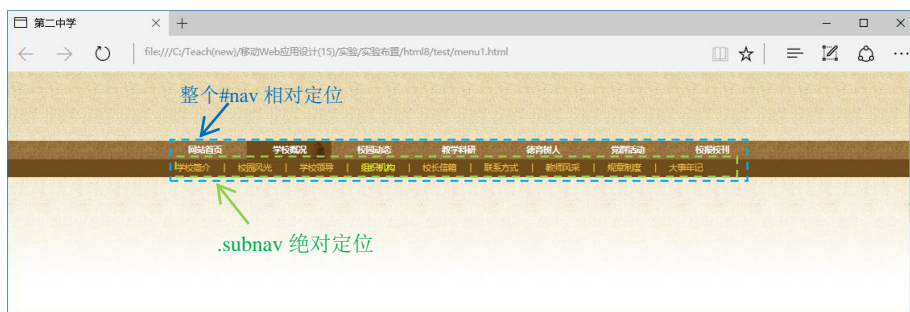 第二中学
file:///C:/Teach(new)/移动Web应用设计(15)/实验/实验布置/html8/test/menu1.html
整个#nav 相对定位
网站首页 学校概况 校园动态 教学科研 德育树人 党群活动 校报校刊
学校简介 | 校园风光 | 学校领导 | 组织机构 | 校长信箱 | 联系方式 | 教师风采 | 规章制度 | 大事年记
.subnav 绝对定位